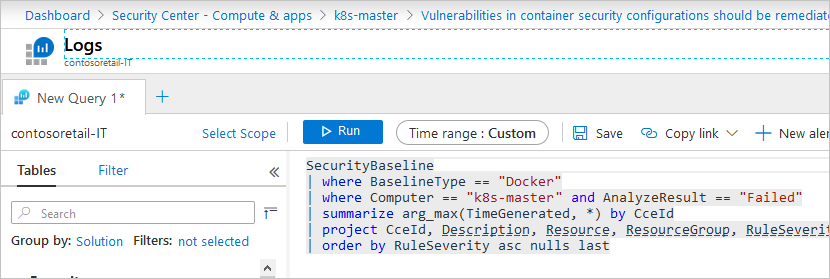 Dashboard > Security Center - Compute & apps > k8s-master > Vulnerabilities in container security configurations should be remediate
Logs
contosoretail-IT
New Query 1* +
contosoretail-IT Select Scope Run Time range : Custom Save Copy link New aler
Tables Filter «
Search
Group by: Solution Filters: not selected
SecurityBaseline
| where BaselineType == "Docker"
| where Computer == "k8s-master" and AnalyzeResult == "Failed"
| summarize arg_max(TimeGenerated, *) by CceId
| project CceId, Description, Resource, ResourceGroup, RuleSeverit
| order by RuleSeverity asc nulls last